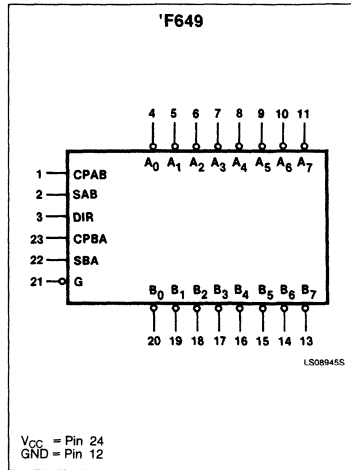 'F649
4 5 6 7 8 9 10 11
A0 A1 A2 A3 A4 A5 A6 A7
1 CPAB
2 SAB
3 DIR
23 CPBA
22 SBA
21 G
B0 B1 B2 B3 B4 B5 B6 B7
20 19 18 17 16 15 14 13
LS08945S
VCC = Pin 24
GND = Pin 12